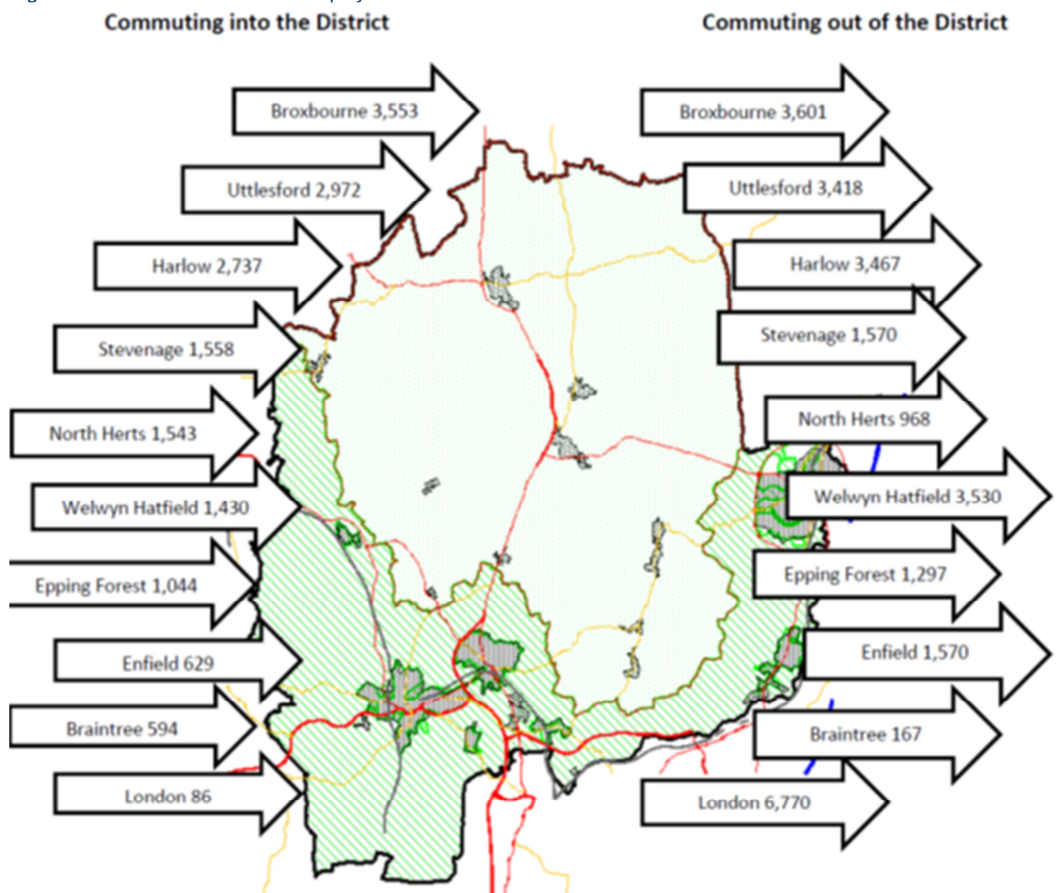 Commuting into the District
Commuting out of the District
Broxbourne 3,553
Broxbourne 3,601
Uttlesford 2,972
Uttlesford 3,418
Harlow 2,737
Harlow 3,467
Stevenage 1,558
Stevenage 1,570
North Herts 1,543
North Herts 968
Welwyn Hatfield 1,430
Welwyn Hatfield 3,530
Epping Forest 1,044
Epping Forest 1,297
Enfield 629
Enfield 1,570
Braintree 594
Braintree 167
London 86
London 6,770